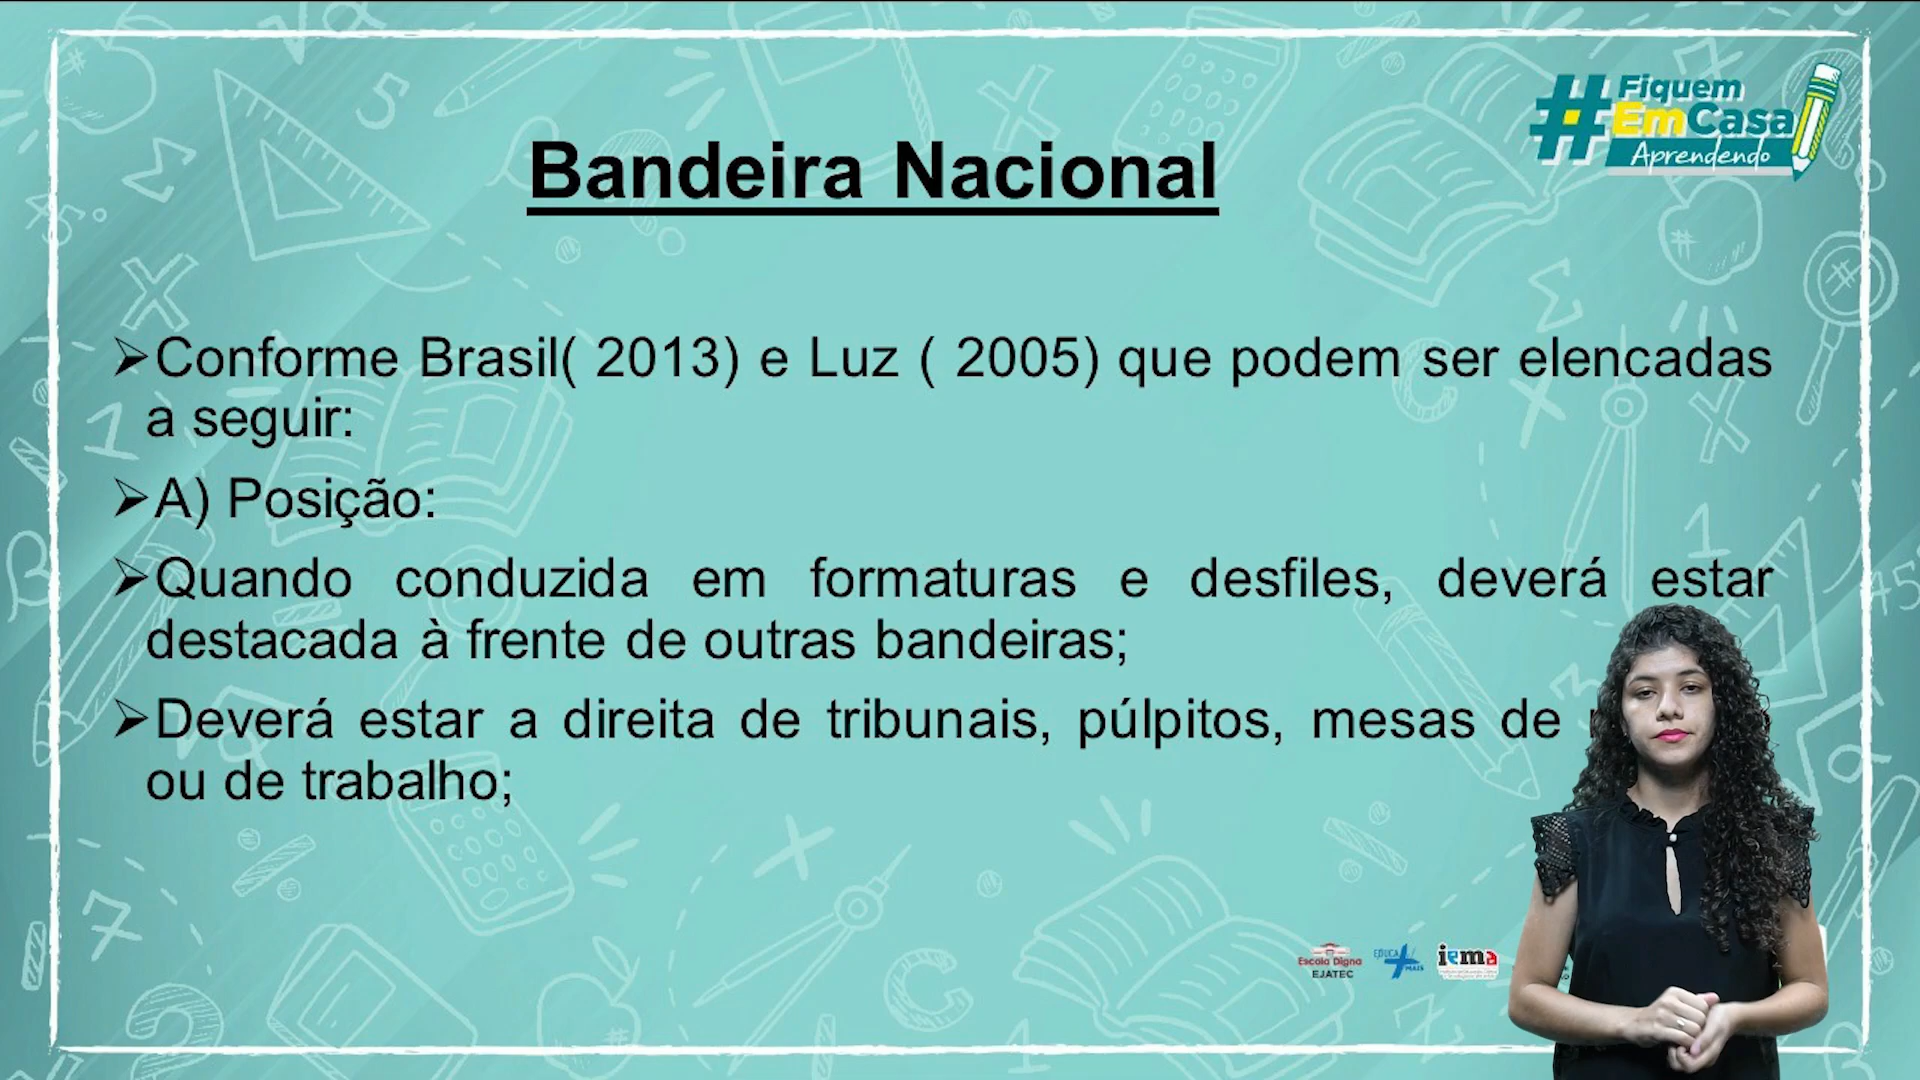 #Fiquem
EmCasa
Aprendendo
Bandeira Nacional
➢Conforme Brasil( 2013) e Luz ( 2005) que podem ser elencadas
a seguir:
➢A) Posição:
➢Quando conduzida em formaturas e desfiles, deverá estar
destacada à frente de outras bandeiras;
➢Deverá estar a direita de tribunais, púlpitos, mesas de
ou de trabalho;
Escola Digna
EJATEC
EDUCA
MAIS
iema